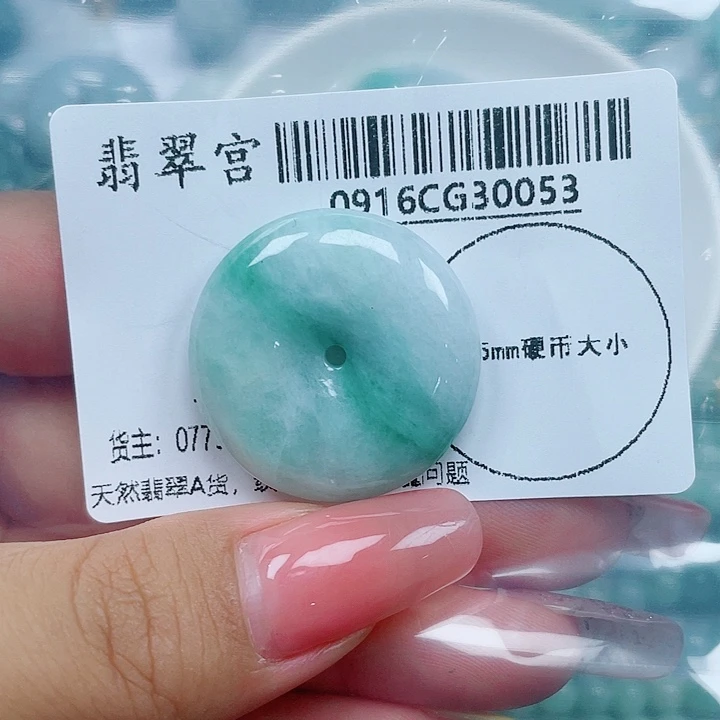 翡翠宫
0916CG30053
5mm硬币大小
货主: 077
天然翡翠A货,
问题